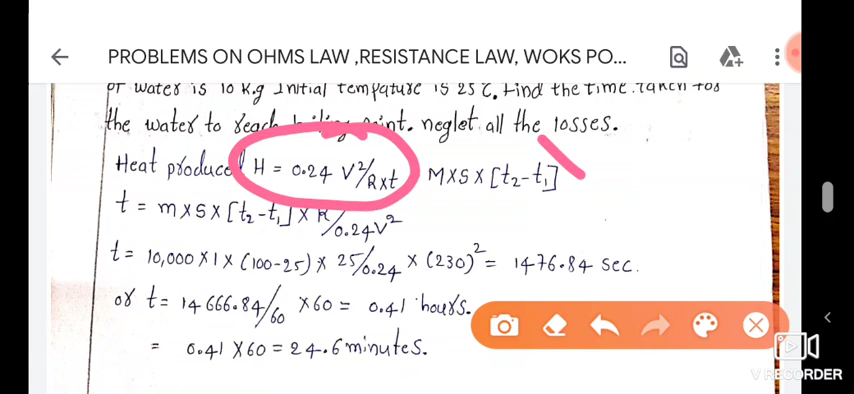 PROBLEMS ON OHMS LAW ,RESISTANCE LAW, WOKS PO...
of water is 10 K.g Initial tempature is 25°C. Find the time taken for
the water to reach boiling point. neglet all the losses.
Heat produced H = 0.24 V²/R×t M×S×[t₂-t₁]
t = m×s×[t₂-t₁]×R/0.24V²
t = 10,000×1×(100-25)×25/0.24×(230)² = 1476.84 sec.
or t = 14666.84/60 ×60 = 0.41 hours.
= 0.41×60 = 24.6 minutes.
V RECORDER